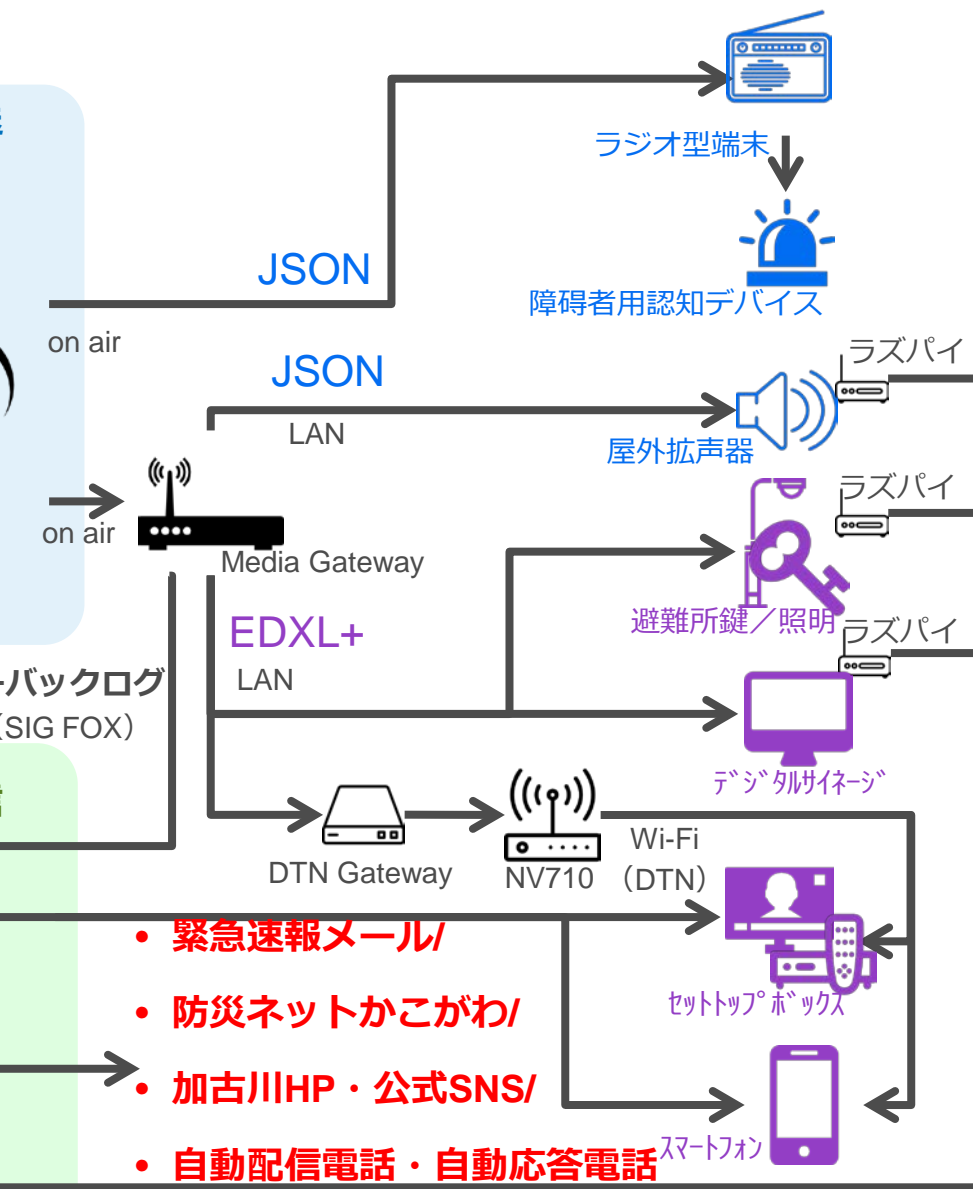 ラジオ型端末
JSON
障碍者用認知デバイス
on air
ラズパイ
JSON
LAN
屋外拡声器
ラズパイ
on air
Media Gateway
避難所鍵／照明
ラズパイ
EDXL+
LAN
バックログ
（SIG FOX）
ﾃﾞｼﾞﾀﾙｻｲﾈｰｼﾞ
Wi-Fi
DTN Gateway
NV710
（DTN）
• 緊急速報メール/
ｾｯﾄﾄｯﾌﾟﾎﾞｯｸｽ
• 防災ネットかこがわ/
• 加古川HP・公式SNS/
• 自動配信電話・自動応答電話
ｽﾏｰﾄﾌｫﾝ